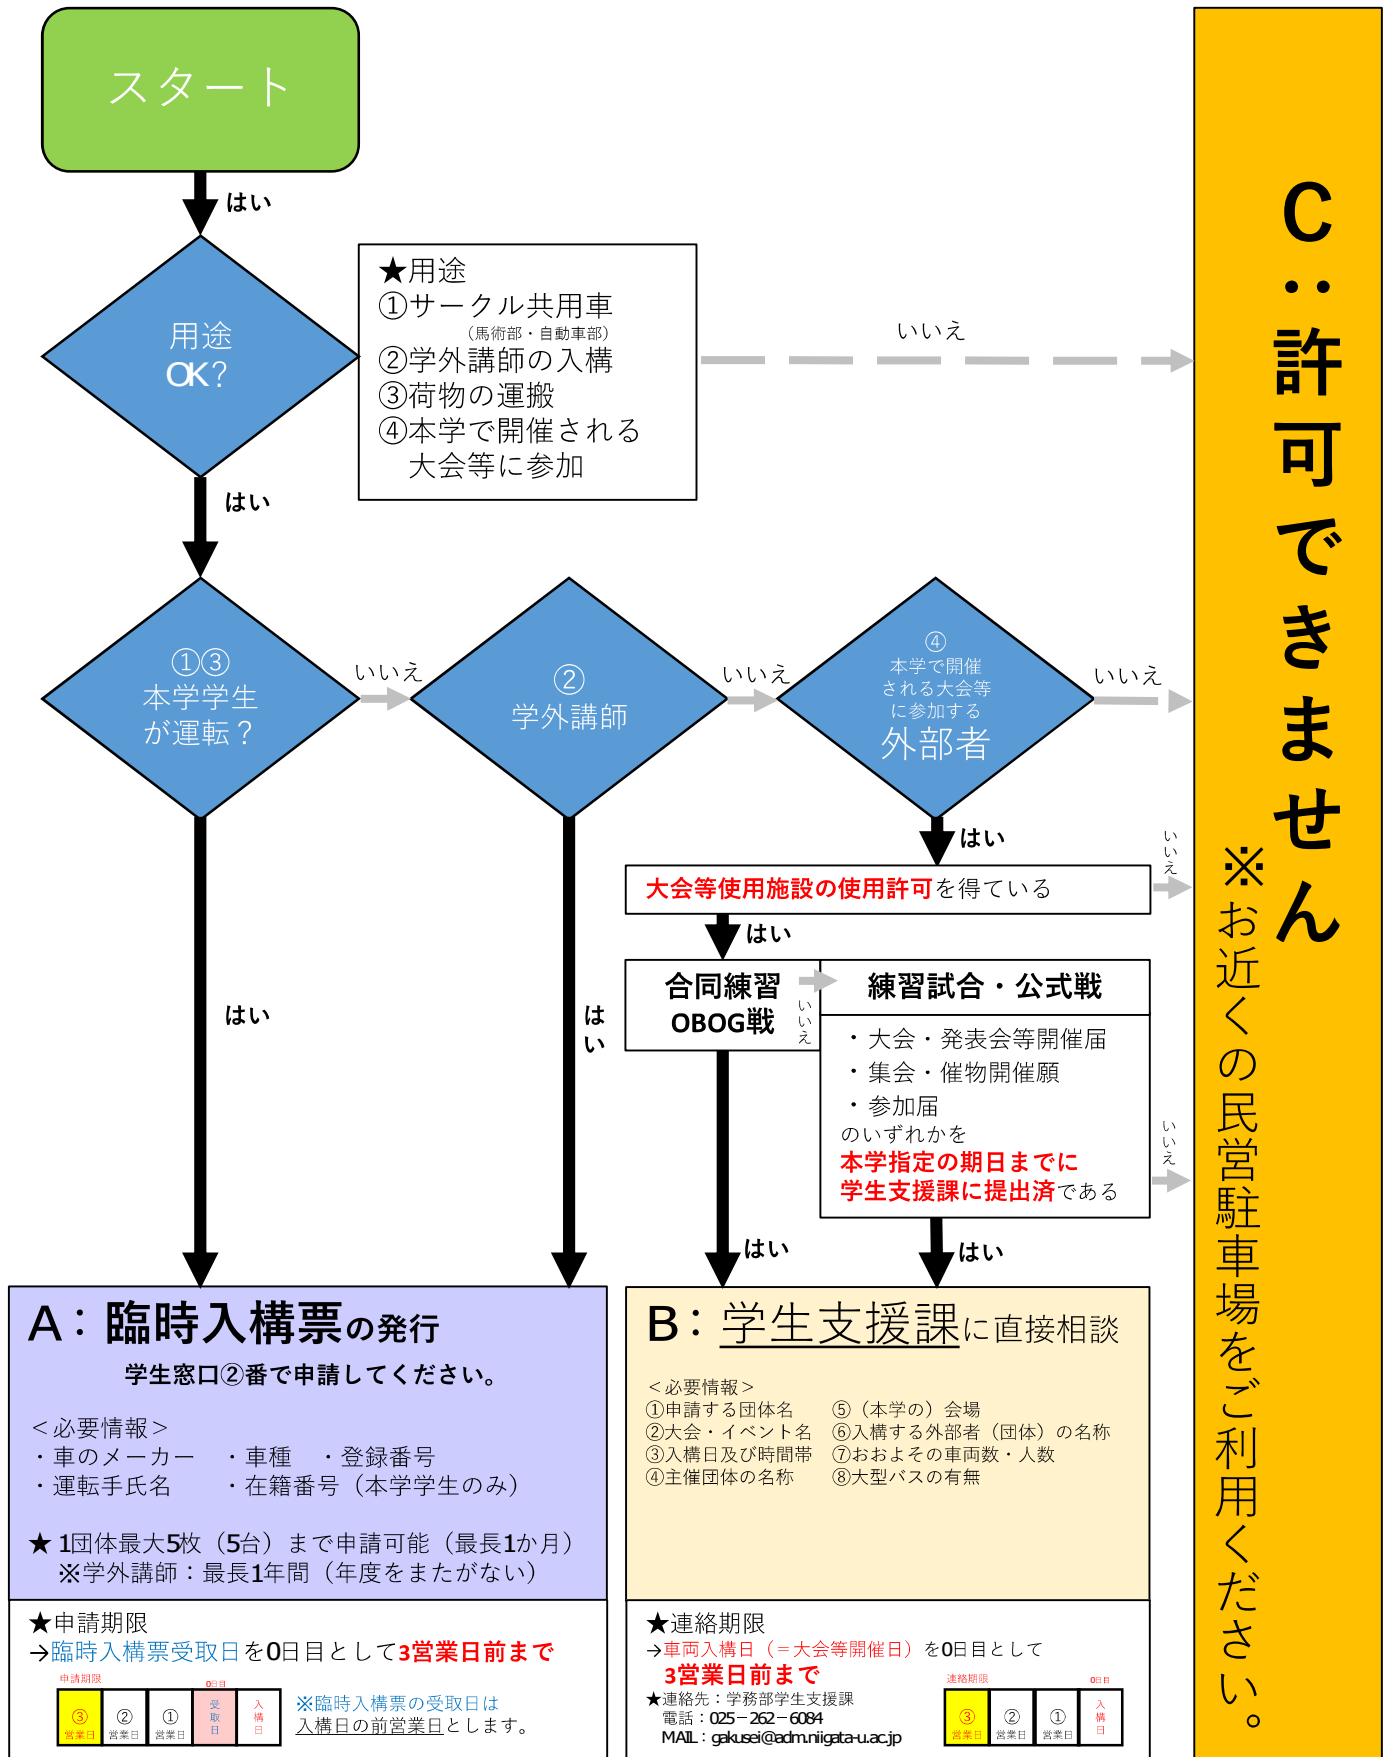 スタート
はい
用途
OK?
★用途
①サークル共用車
（馬術部・自動車部）
②学外講師の入構
③荷物の運搬
④本学で開催される
大会等に参加
いいえ
はい
①③
本学学生
が運転？
いいえ
②
学外講師
いいえ
④
本学で開催
される大会等
に参加する
外部者
いいえ
はい
大会等使用施設の使用許可を得ている
いいえ
はい
合同練習
OBOG戦
いいえ
練習試合・公式戦
・大会・発表会等開催届
・集会・催物開催願
・参加届
のいずれかを
本学指定の期日までに
学生支援課に提出済である
いいえ
はい
はい
はい
はい
A：臨時入構票の発行
学生窓口②番で申請してください。
＜必要情報＞
・車のメーカー　・車種　・登録番号
・運転手氏名　　・在籍番号（本学学生のみ）
★1団体最大5枚（5台）まで申請可能（最長1か月）
※学外講師：最長1年間（年度をまたがない）
★申請期限
→臨時入構票受取日を0日目として3営業日前まで
申請期限
0日目
③
営業日
②
営業日
①
営業日
受取日
入構日
※臨時入構票の受取日は
入構日の前営業日とします。
B：学生支援課に直接相談
＜必要情報＞
①申請する団体名　⑤（本学の）会場
②大会・イベント名　⑥入構する外部者（団体）の名称
③入構日及び時間帯　⑦おおよその車両数・人数
④主催団体の名称　⑧大型バスの有無
★連絡期限
→車両入構日（＝大会等開催日）を0日目として
3営業日前まで
★連絡先：学務部学生支援課
電話：025－262－6084
MAIL：gakusei@adm.niigata-u.ac.jp
連絡期限
0日目
③
営業日
②
営業日
①
営業日
入構日
C：許可できません
※お近くの民営駐車場をご利用ください。